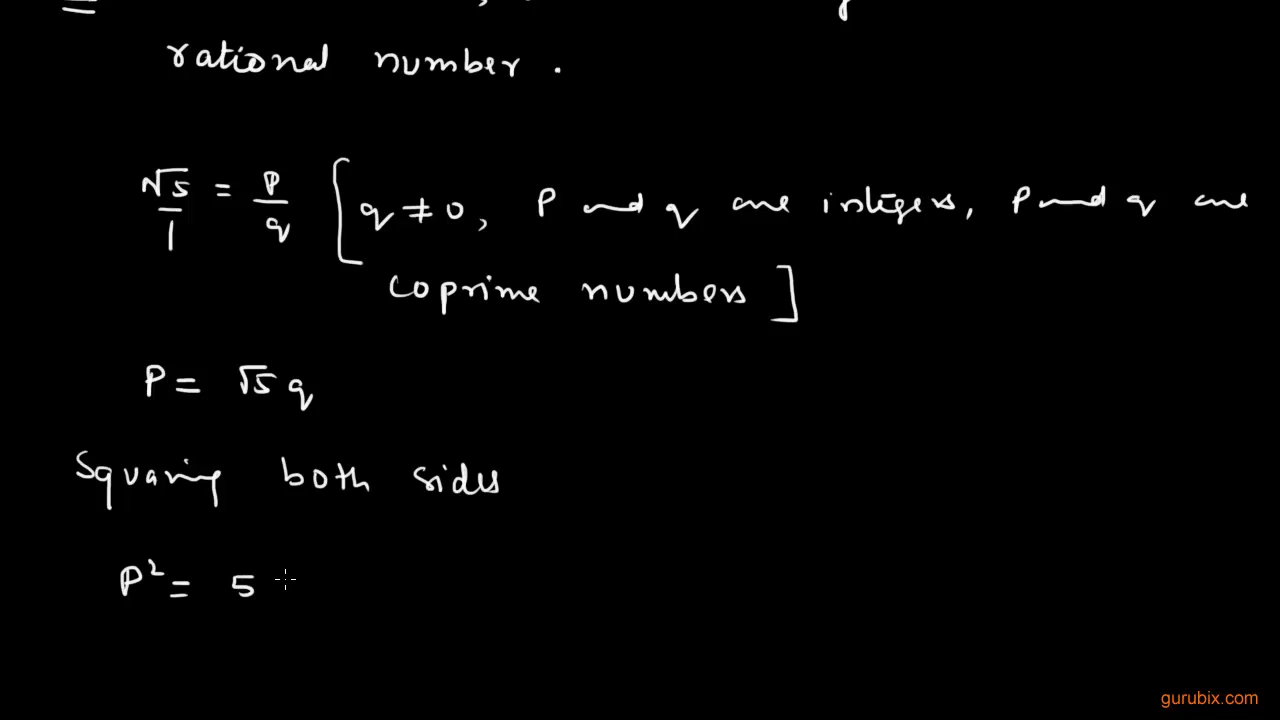 rational number.
√5/1 = P/q [q ≠ 0, P and q are integers, P and q are
coprime numbers]
P = √5 q
Squaring both sides
P² = 5
gurubix.com